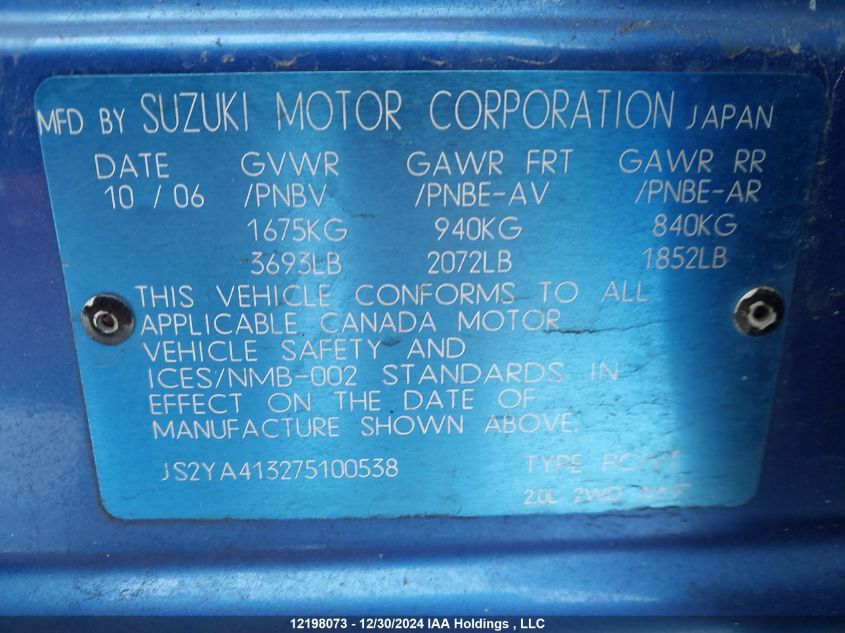 MFD BY SUZUKI MOTOR CORPORATION JAPAN
DATE GVWR GAWR FRT GAWR RR
10 / 06 /PNBV /PNBE-AV /PNBE-AR
1675KG 940KG 840KG
3693LB 2072LB 1852LB
THIS VEHICLE CONFORMS TO ALL
APPLICABLE CANADA MOTOR
VEHICLE SAFETY AND
ICES/NMB-002 STANDARDS IN
EFFECT ON THE DATE OF
MANUFACTURE SHOWN ABOVE.
JS2YA413275100538 TYPE
2.0L 2WD
12198073 - 12/30/2024 IAA Holdings , LLC